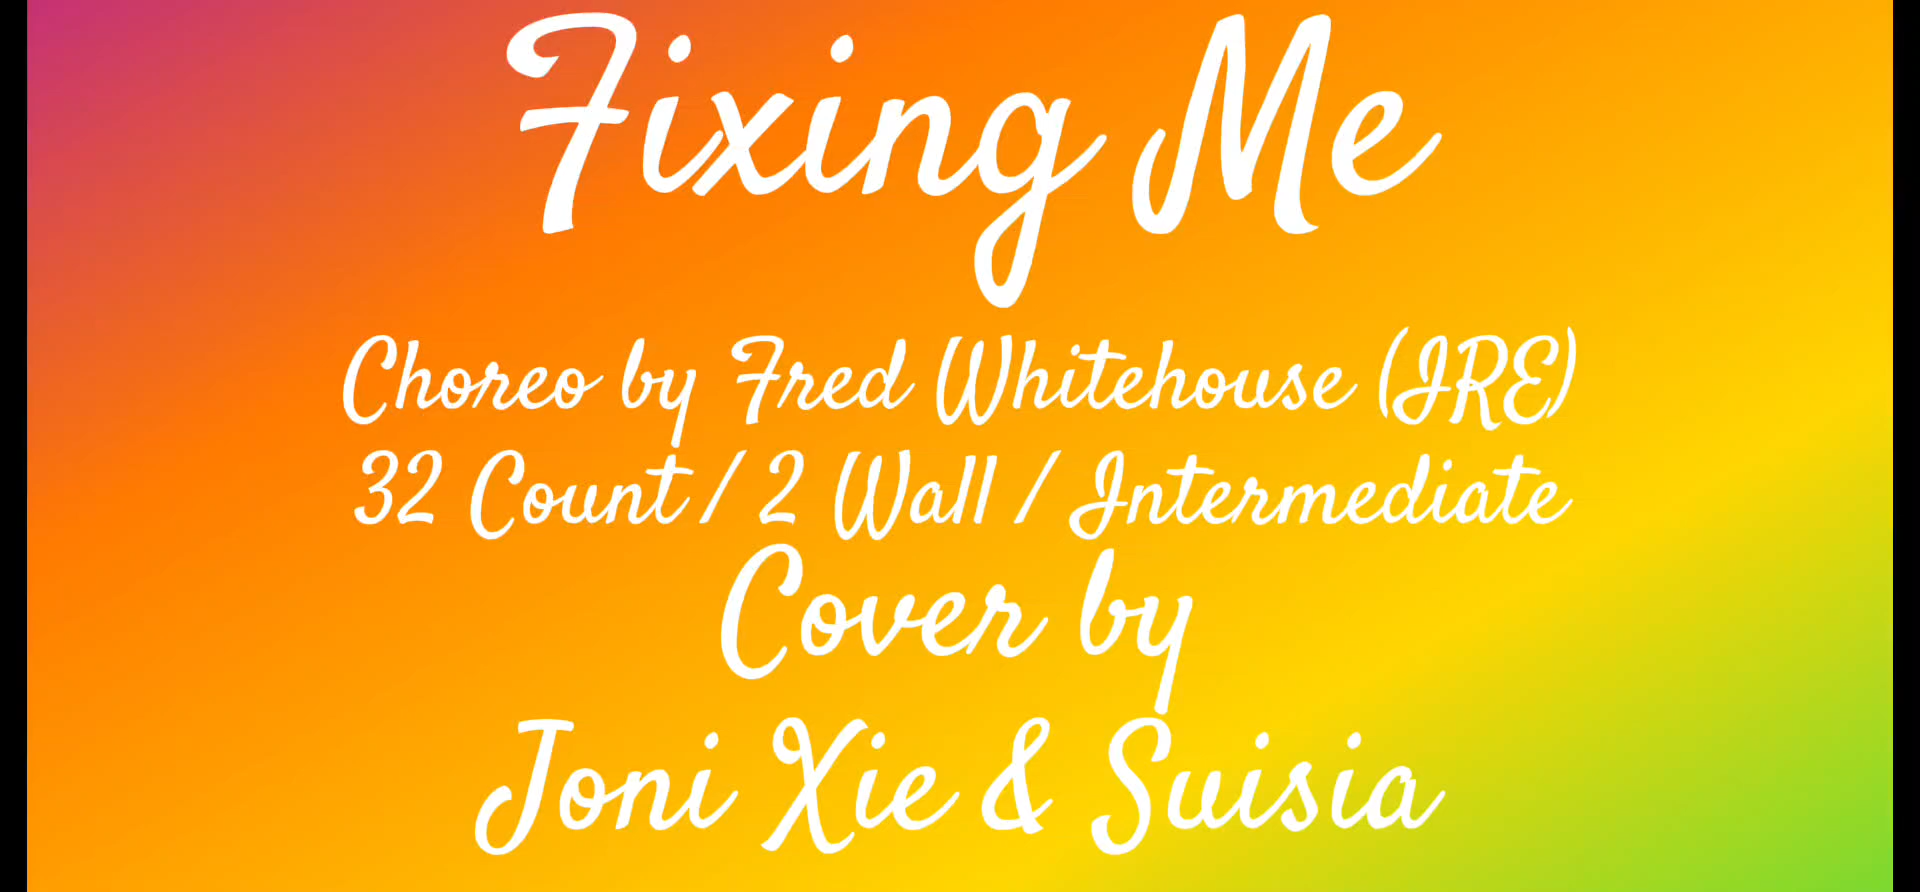 Fixing Me
Choreo by Fred Whitehouse (IRE)
32 Count / 2 Wall / Intermediate
Cover by
Joni Xie & Suisia